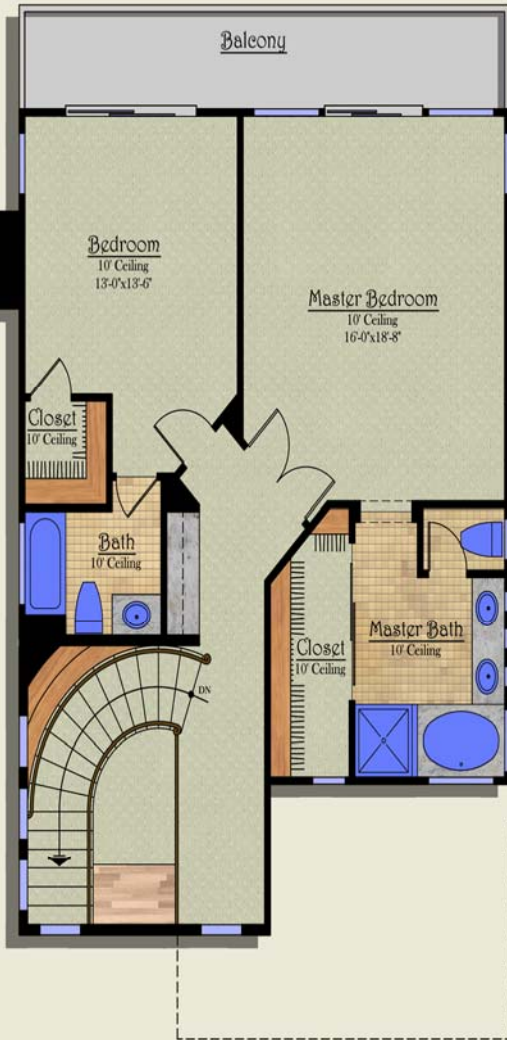 Balcony
Bedroom
10' Ceiling
13'-0"x13'-6"
Master Bedroom
10' Ceiling
16'-0"x18'-8"
Closet
10' Ceiling
Bath
10' Ceiling
Master Bath
10' Ceiling
Closet
10' Ceiling
DN